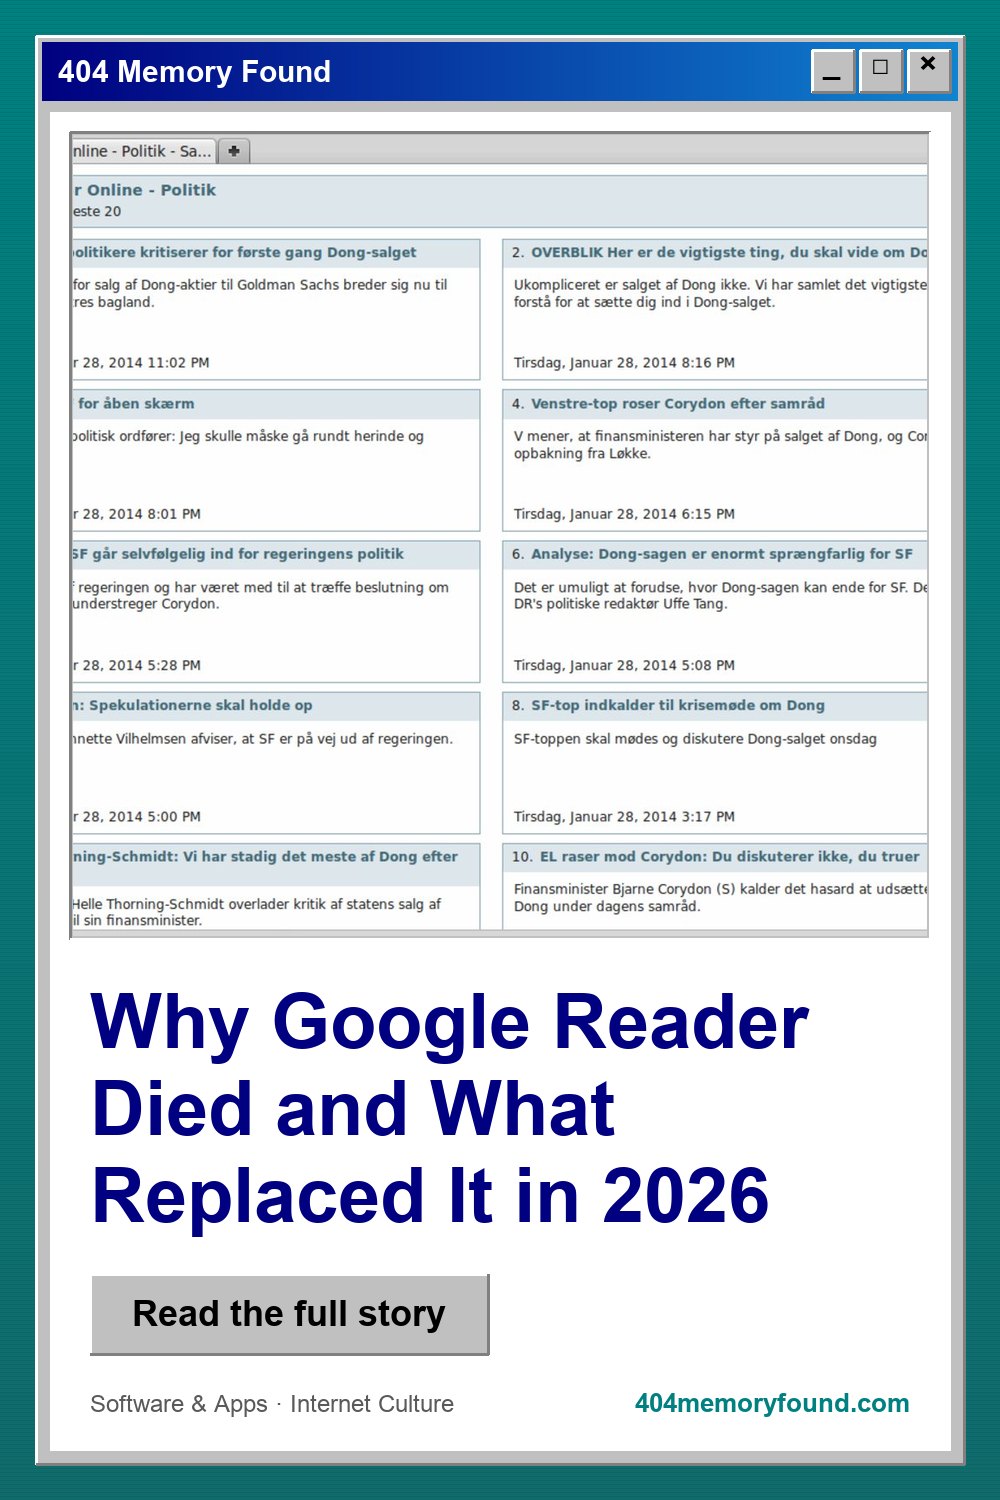 404 Memory Found
nline - Politik - Sa...
r Online - Politik
este 20
olitikere kritiserer for første gang Dong-salget
for salg af Dong-aktier til Goldman Sachs breder sig nu til
res bagland.
r 28, 2014 11:02 PM
2. OVERBLIK Her er de vigtigste ting, du skal vide om Do
Ukompliceret er salget af Dong ikke. Vi har samlet det vigtigste
forstå for at sætte dig ind i Dong-salget.
Tirsdag, Januar 28, 2014 8:16 PM
for åben skærm
politisk ordfører: Jeg skulle måske gå rundt herinde og
r 28, 2014 8:01 PM
4. Venstre-top roser Corydon efter samråd
V mener, at finansministeren har styr på salget af Dong, og Cor
opbakning fra Løkke.
Tirsdag, Januar 28, 2014 6:15 PM
SF går selvfølgelig ind for regeringens politik
f regeringen og har været med til at træffe beslutning om
understreger Corydon.
r 28, 2014 5:28 PM
6. Analyse: Dong-sagen er enormt sprængfarlig for SF
Det er umuligt at forudse, hvor Dong-sagen kan ende for SF. De
DR's politiske redaktør Uffe Tang.
Tirsdag, Januar 28, 2014 5:08 PM
n: Spekulationerne skal holde op
nnette Vilhelmsen afviser, at SF er på vej ud af regeringen.
r 28, 2014 5:00 PM
8. SF-top indkalder til krisemøde om Dong
SF-toppen skal mødes og diskutere Dong-salget onsdag
Tirsdag, Januar 28, 2014 3:17 PM
ning-Schmidt: Vi har stadig det meste af Dong efter
Helle Thorning-Schmidt overlader kritik af statens salg af
il sin finansminister.
10. EL raser mod Corydon: Du diskuterer ikke, du truer
Finansminister Bjarne Corydon (S) kalder det hasard at udsætte
Dong under dagens samråd.
Why Google Reader
Died and What
Replaced It in 2026
Read the full story
Software & Apps · Internet Culture
404memoryfound.com